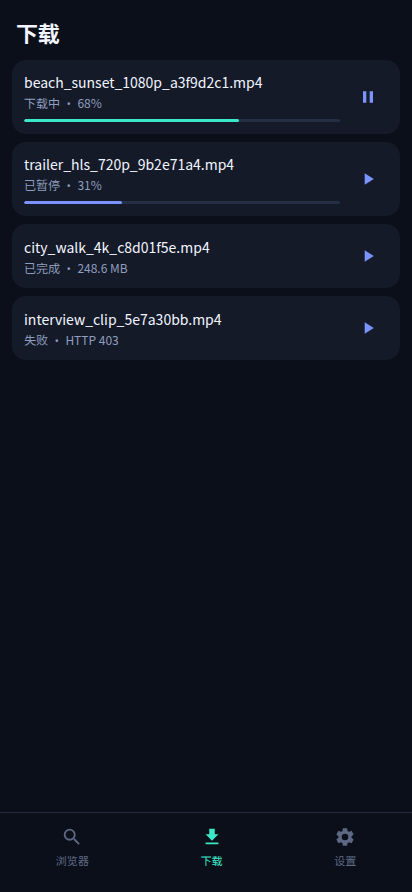 下载
beach_sunset_1080p_a3f9d2c1.mp4
下载中 · 68%
trailer_hls_720p_9b2e71a4.mp4
已暂停 · 31%
city_walk_4k_c8d01f5e.mp4
已完成 · 248.6 MB
interview_clip_5e7a30bb.mp4
失败 · HTTP 403
浏览器
下载
设置